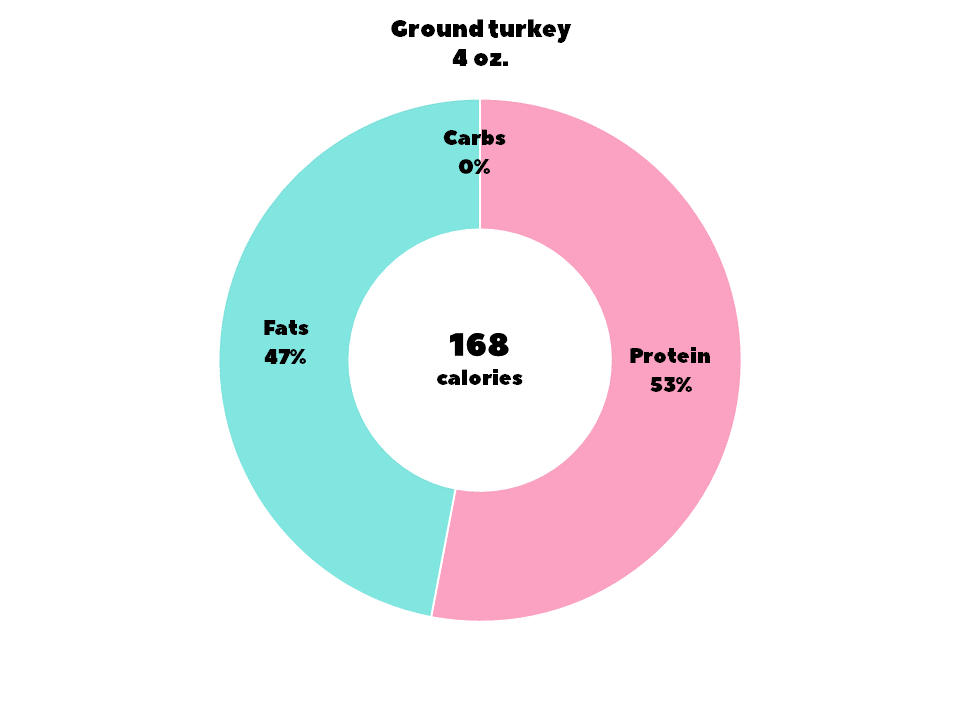 Ground turkey
4 oz.
Carbs
0%
Fats
47%
168
calories
Protein
53%